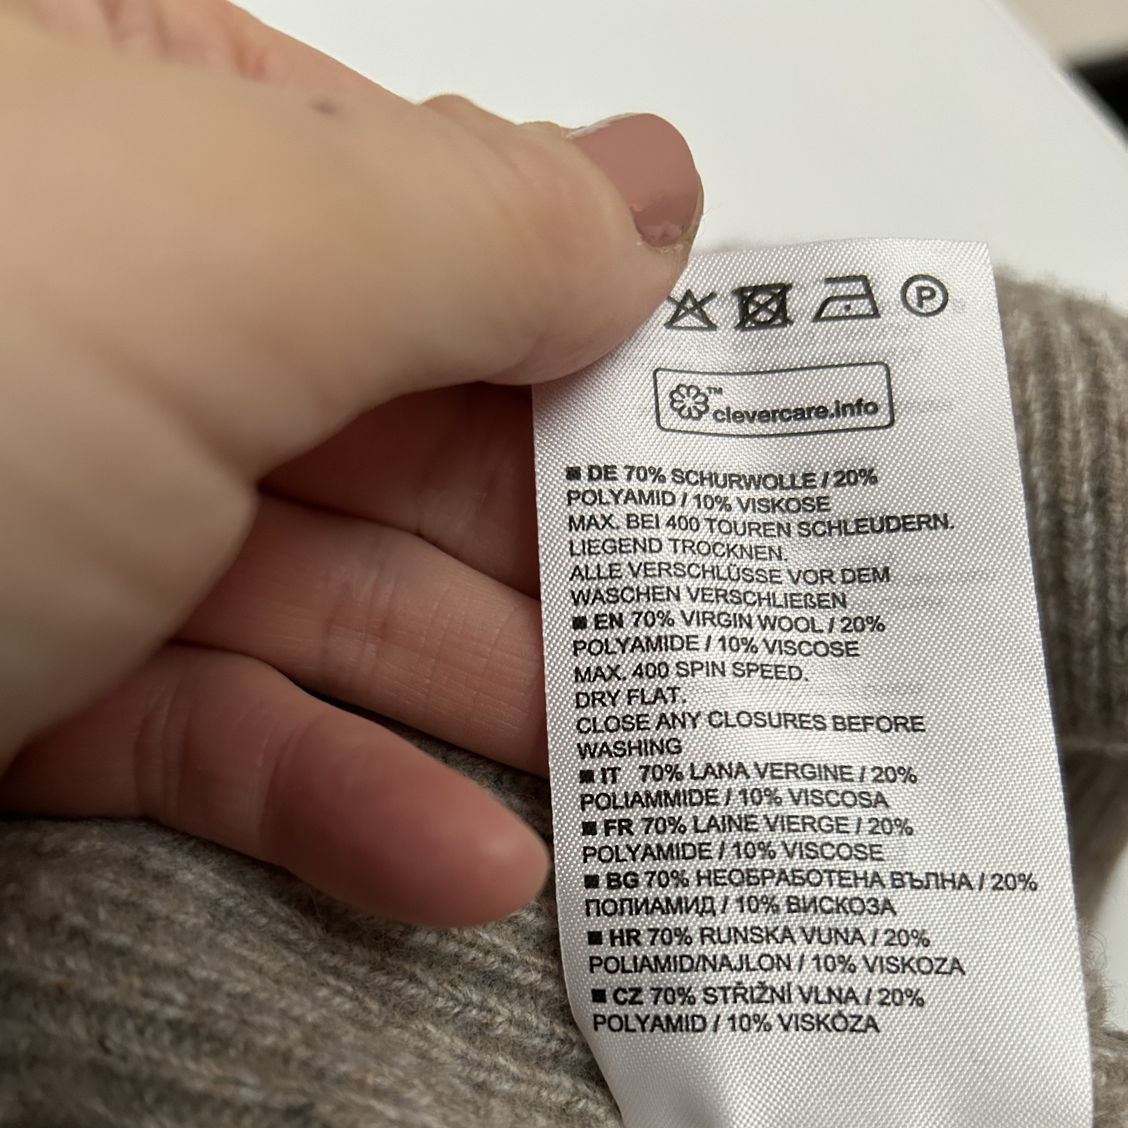 P
™
clevercare.info
■ DE 70% SCHURWOLLE / 20%
POLYAMID / 10% VISKOSE
MAX. BEI 400 TOUREN SCHLEUDERN.
LIEGEND TROCKNEN.
ALLE VERSCHLÜSSE VOR DEM
WASCHEN VERSCHLIEẞEN
■ EN 70% VIRGIN WOOL / 20%
POLYAMIDE / 10% VISCOSE
MAX. 400 SPIN SPEED.
DRY FLAT.
CLOSE ANY CLOSURES BEFORE
WASHING
■ IT 70% LANA VERGINE / 20%
POLIAMMIDE / 10% VISCOSA
■ FR 70% LAINE VIERGE / 20%
POLYAMIDE / 10% VISCOSE
■ BG 70% НЕОБРАБОТЕНА ВЪЛНА / 20%
ПОЛИАМИД / 10% ВИСКОЗА
■ HR 70% RUNSKA VUNA / 20%
POLIAMID/NAJLON / 10% VISKOZA
■ CZ 70% STŘIŽNÍ VLNA / 20%
POLYAMID / 10% VISKÓZA